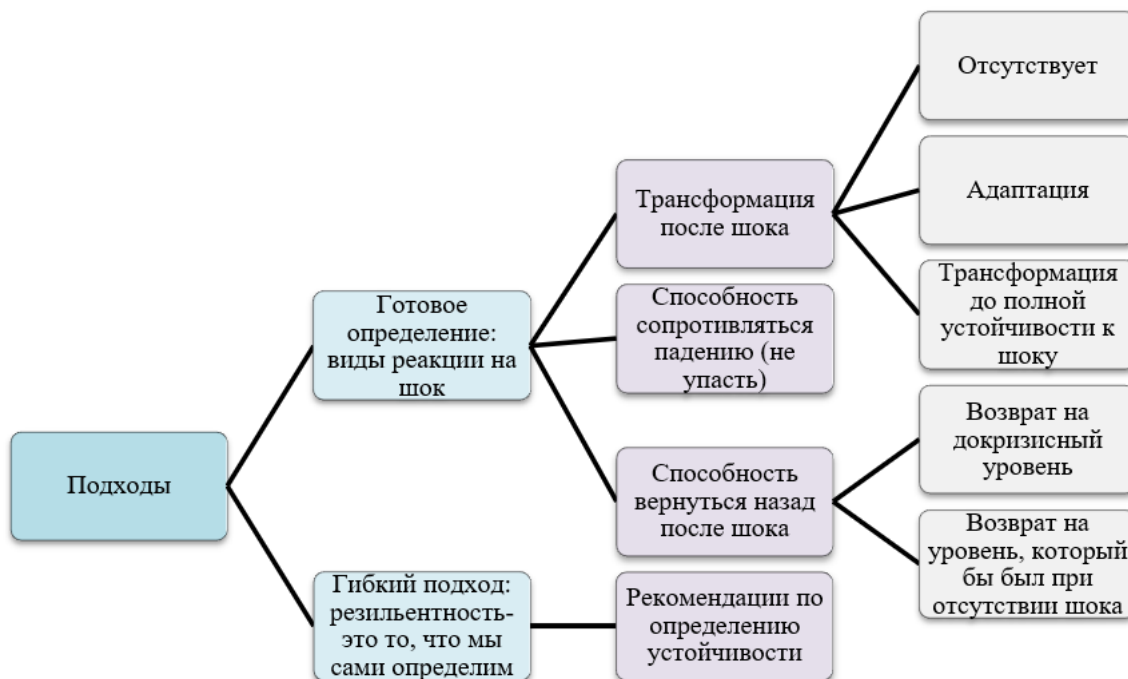 Подходы
Готовое
определение:
виды реакции на
шок
Гибкий подход:
резильентность-
это то, что мы
сами определим
Трансформация
после шока
Способность
сопротивляться
падению (не
упасть)
Способность
вернуться назад
после шока
Рекомендации по
определению
устойчивости
Отсутствует
Адаптация
Трансформация
до полной
устойчивости к
шоку
Возврат на
докризисный
уровень
Возврат на
уровень, который
бы был при
отсутствии шока